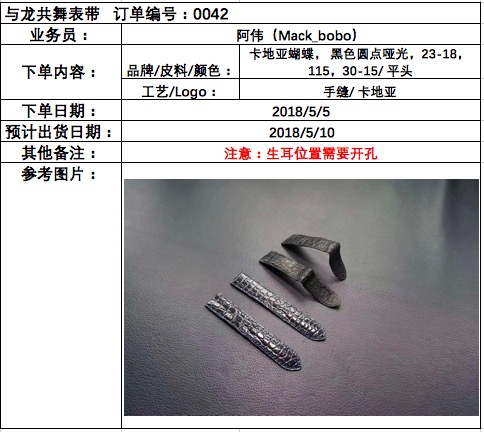 与龙共舞表带 订单编号：0042
业务员： 阿伟（Mack_bobo）
下单内容： 品牌/皮料/颜色： 卡地亚蝴蝶， 黑色圆点哑光，23-18，
115，30-15/ 平头
工艺/Logo： 手缝/ 卡地亚
下单日期： 2018/5/5
预计出货日期： 2018/5/10
其他备注： 注意：生耳位置需要开孔
参考图片：